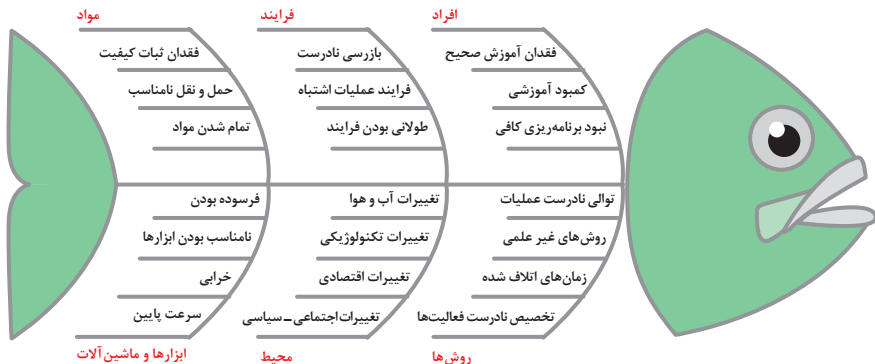 افراد
فقدان آموزش صحیح
کمبود آموزشی
نبود برنامه‌ریزی کافی
فرایند
بازرسی نادرست
فرایند عملیات اشتباه
طولانی بودن فرایند
مواد
فقدان ثبات کیفیت
حمل و نقل نامناسب
تمام شدن مواد
توالی نادرست عملیات
روش‌های غیر علمی
زمان‌های اتلاف شده
تخصیص نادرست فعالیت‌ها
روش‌ها
تغییرات آب و هوا
تغییرات تکنولوژیکی
تغییرات اقتصادی
تغییرات اجتماعی ـ سیاسی
محیط
فرسوده بودن
نامناسب بودن ابزارها
خرابی
سرعت پایین
ابزارها و ماشین‌آلات